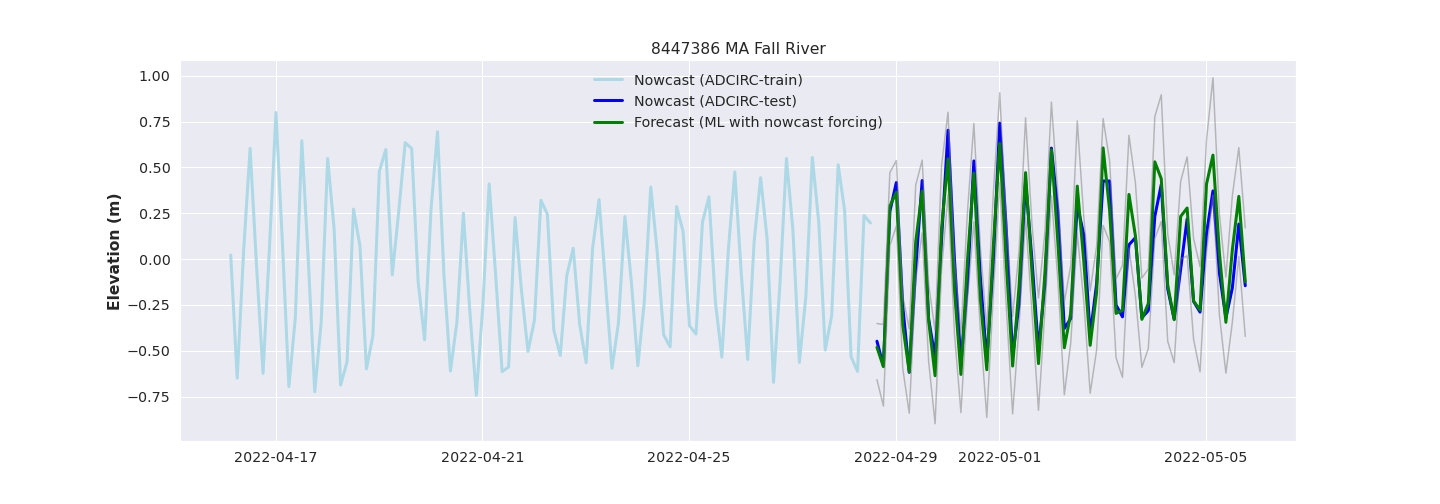 8447386 MA Fall River
Nowcast (ADCIRC-train)
Nowcast (ADCIRC-test)
Forecast (ML with nowcast forcing)
Elevation (m)
1.00
0.75
0.50
0.25
0.00
−0.25
−0.50
−0.75
2022-04-17 2022-04-21 2022-04-25 2022-04-29 2022-05-01 2022-05-05